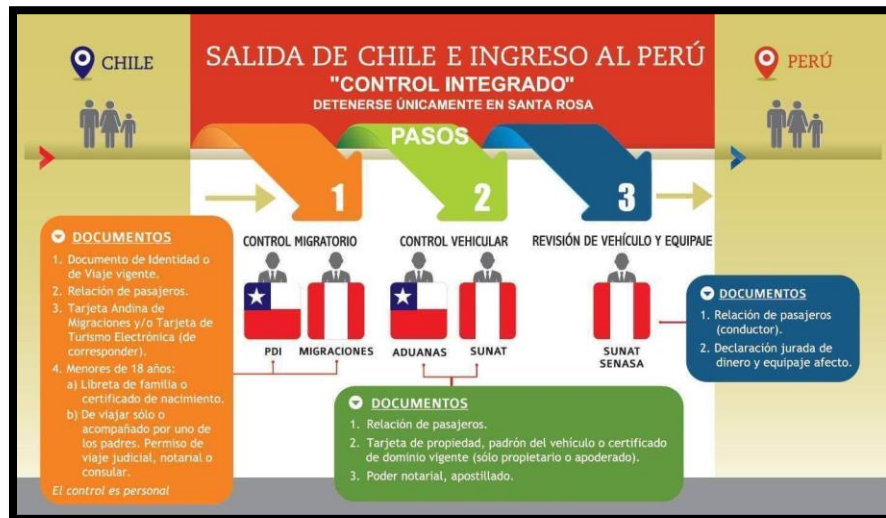 CHILE
SALIDA DE CHILE E INGRESO AL PERÚ
"CONTROL INTEGRADO"
DETENERSE ÚNICAMENTE EN SANTA ROSA
PERÚ
PASOS
1
2
3
CONTROL MIGRATORIO
CONTROL VEHICULAR
REVISIÓN DE VEHÍCULO Y EQUIPAJE
PDI
MIGRACIONES
ADUANAS
SUNAT
SUNAT
SENASA
DOCUMENTOS
1. Documento de Identidad o
de Viaje vigente.
2. Relación de pasajeros.
3. Tarjeta Andina de
Migraciones y/o Tarjeta de
Turismo Electrónica (de
corresponder).
4. Menores de 18 años:
a) Libreta de familia o
certificado de nacimiento.
b) De viajar sólo o
acompañado por uno de
los padres. Permiso de
viaje judicial, notarial o
consular.
El control es personal
DOCUMENTOS
1. Relación de pasajeros.
2. Tarjeta de propiedad, padrón del vehículo o certificado
de dominio vigente (sólo propietario o apoderado).
3. Poder notarial, apostillado.
DOCUMENTOS
1. Relación de pasajeros
(conductor).
2. Declaración jurada de
dinero y equipaje afecto.